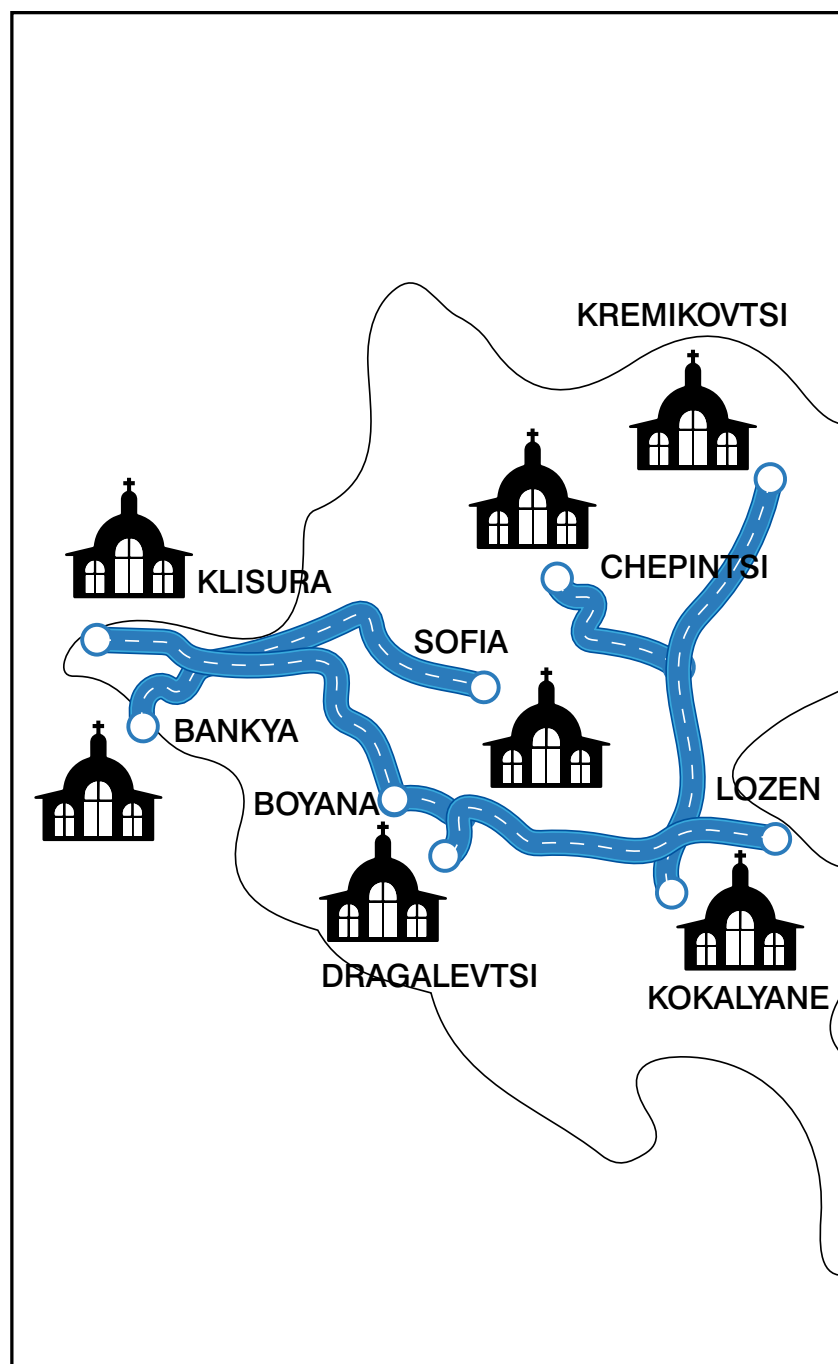 KREMIKOVTSI
CHEPINTSI
KLISURA
SOFIA
BANKYA
LOZEN
BOYANA
DRAGALEVTSI
KOKALYANE